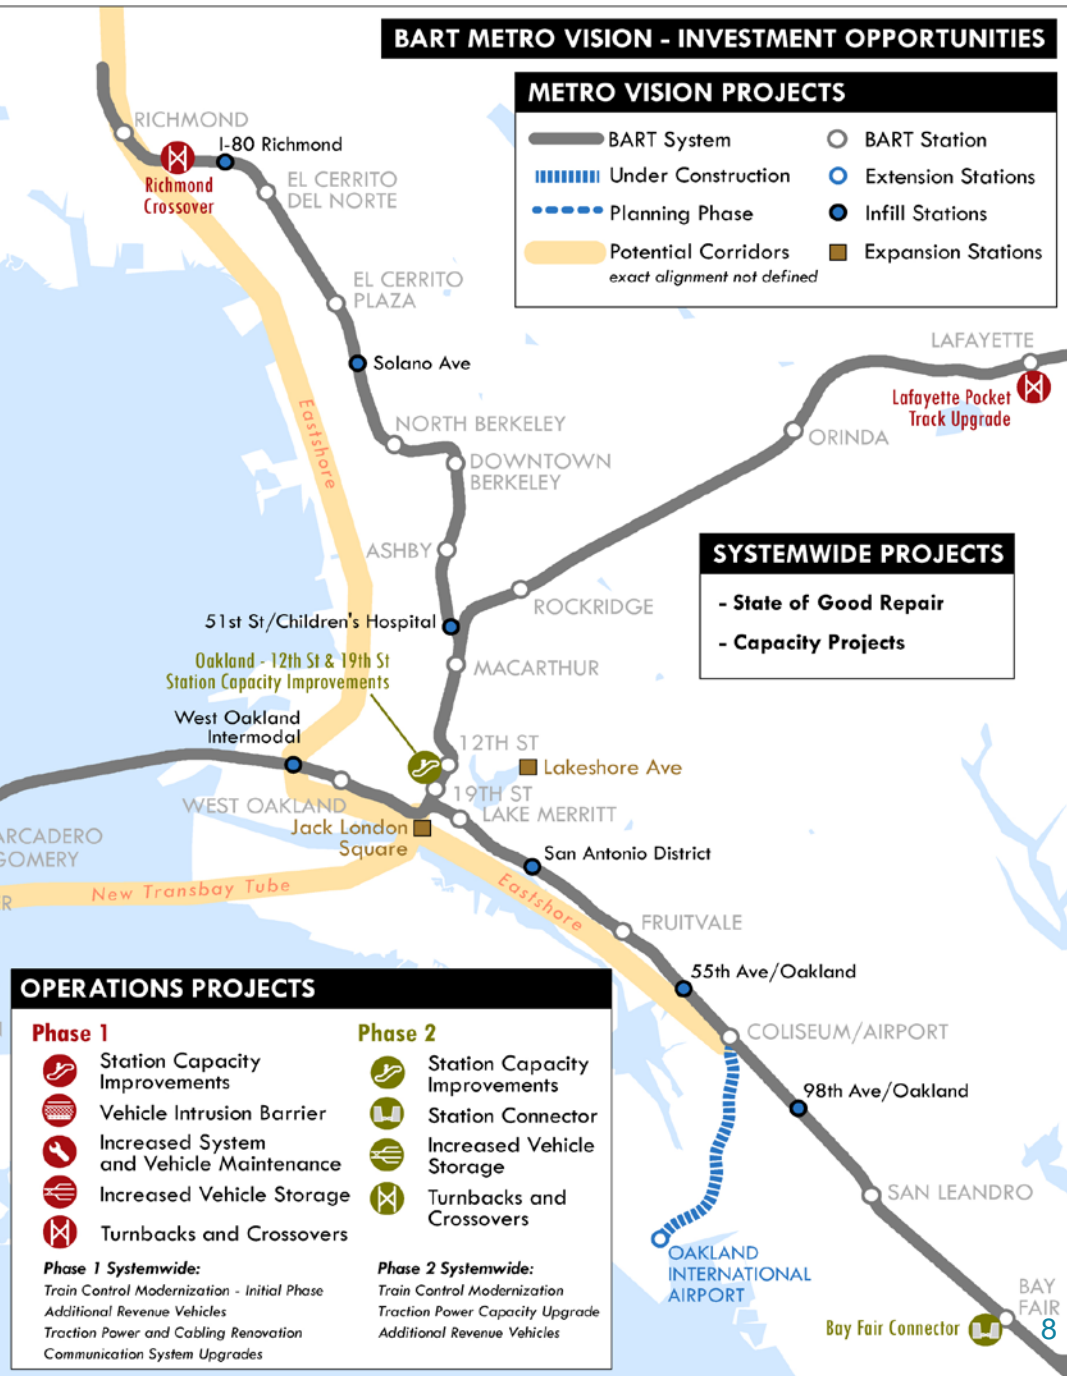 BART METRO VISION - INVESTMENT OPPORTUNITIES
METRO VISION PROJECTS
BART System
BART Station
Under Construction
Extension Stations
Planning Phase
Infill Stations
Potential Corridors
exact alignment not defined
Expansion Stations
RICHMOND
I-80 Richmond
Richmond
Crossover
EL CERRITO
DEL NORTE
EL CERRITO
PLAZA
Solano Ave
LAFAYETTE
Lafayette Pocket
Track Upgrade
Eastshore
NORTH BERKELEY
ORINDA
DOWNTOWN
BERKELEY
ASHBY
SYSTEMWIDE PROJECTS
- State of Good Repair
- Capacity Projects
ROCKRIDGE
51st St/Children's Hospital
Oakland - 12th St & 19th St
Station Capacity Improvements
MACARTHUR
West Oakland
Intermodal
12TH ST
Lakeshore Ave
19TH ST
WEST OAKLAND
LAKE MERRITT
Jack London
Square
ARCADERO
GOMERY
San Antonio District
New Transbay Tube
R
Eastshore
FRUITVALE
55th Ave/Oakland
COLISEUM/AIRPORT
98th Ave/Oakland
SAN LEANDRO
OAKLAND
INTERNATIONAL
AIRPORT
BAY
FAIR
Bay Fair Connector
8
OPERATIONS PROJECTS
Phase 1
Station Capacity
Improvements
Vehicle Intrusion Barrier
Increased System
and Vehicle Maintenance
Increased Vehicle Storage
Turnbacks and Crossovers
Phase 1 Systemwide:
Train Control Modernization - Initial Phase
Additional Revenue Vehicles
Traction Power and Cabling Renovation
Communication System Upgrades
Phase 2
Station Capacity
Improvements
Station Connector
Increased Vehicle
Storage
Turnbacks and
Crossovers
Phase 2 Systemwide:
Train Control Modernization
Traction Power Capacity Upgrade
Additional Revenue Vehicles